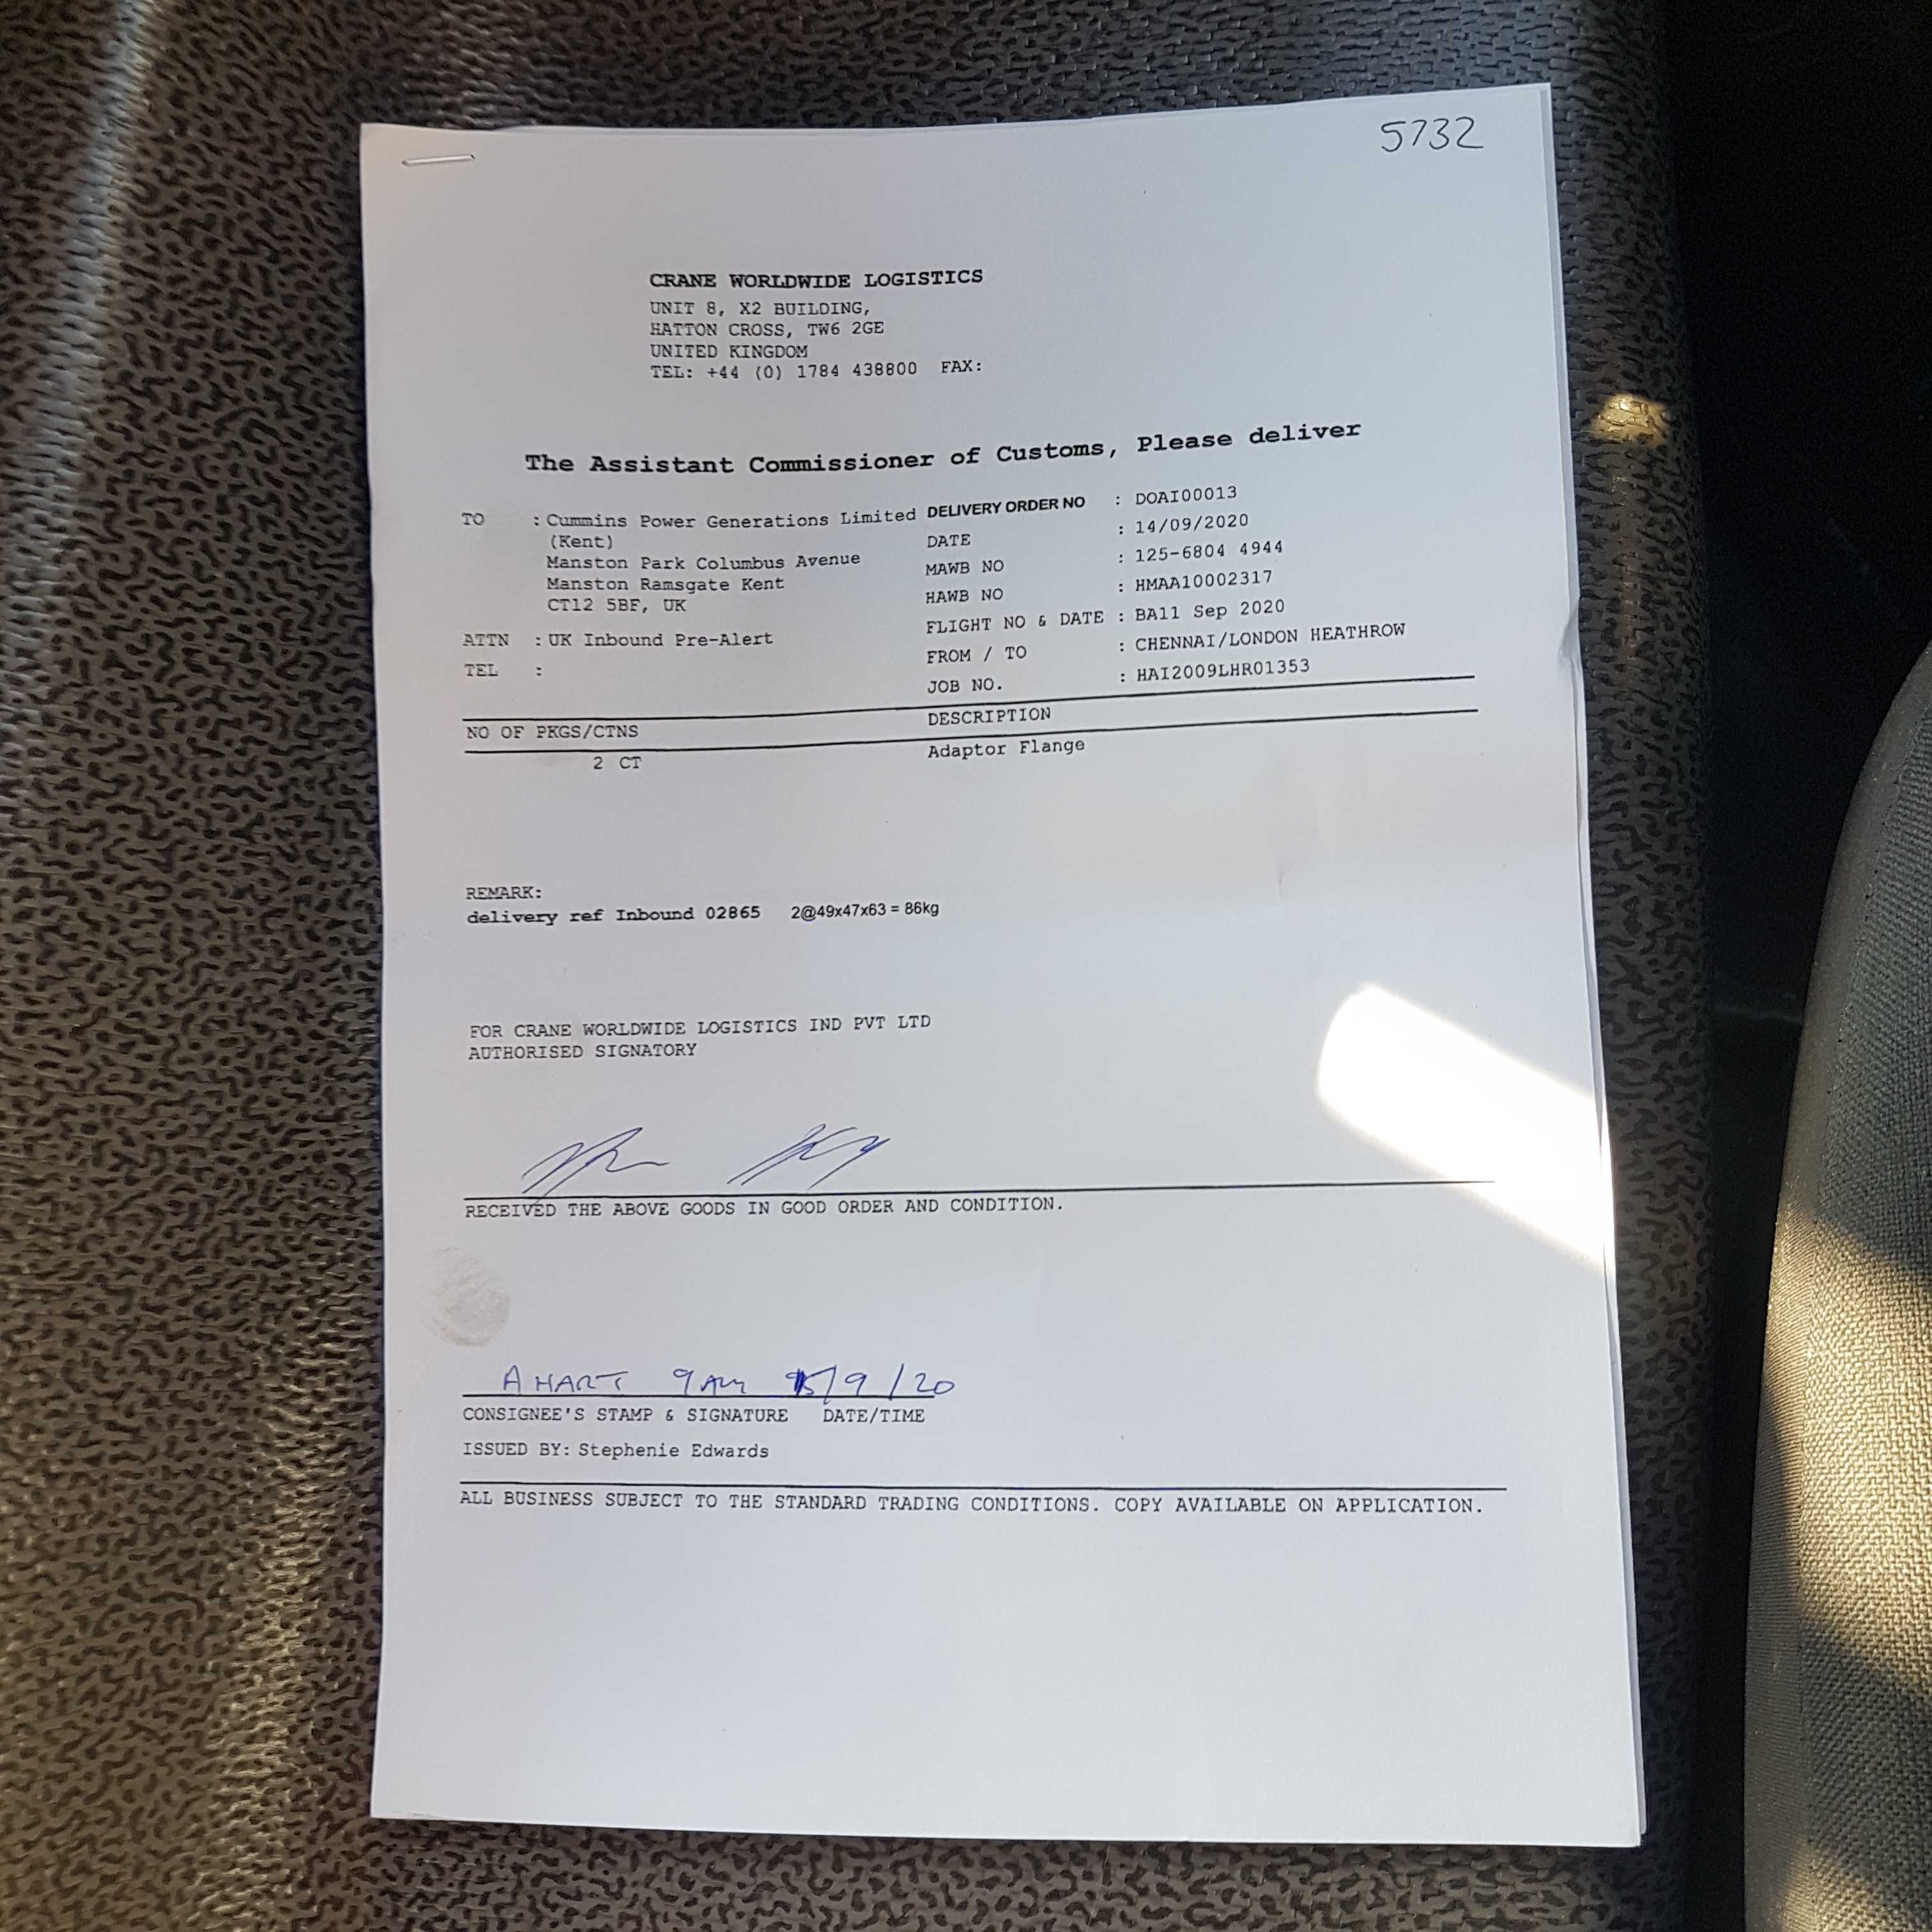 5732
CRANE WORLDWIDE LOGISTICS
UNIT 8, X2 BUILDING,
HATTON CROSS, TW6 2GE
UNITED KINGDOM
TEL: +44 (0) 1784 438800 FAX:
The Assistant Commissioner of Customs, Please deliver
TO : Cummins Power Generations Limited
(Kent)
Manston Park Columbus Avenue
Manston Ramsgate Kent
CT12 5BF, UK
ATTN : UK Inbound Pre-Alert
TEL :
DELIVERY ORDER NO : DOAI00013
DATE : 14/09/2020
MAWB NO : 125-6804 4944
HAWB NO : HMAA10002317
FLIGHT NO & DATE : BA11 Sep 2020
FROM / TO : CHENNAI/LONDON HEATHROW
JOB NO. : HAI2009LHR01353
NO OF PKGS/CTNS DESCRIPTION
2 CT Adaptor Flange
REMARK:
delivery ref Inbound 02865 2@49x47x63 = 86kg
FOR CRANE WORLDWIDE LOGISTICS IND PVT LTD
AUTHORISED SIGNATORY
RECEIVED THE ABOVE GOODS IN GOOD ORDER AND CONDITION.
A HART 9AM 15/9/20
CONSIGNEE'S STAMP & SIGNATURE DATE/TIME
ISSUED BY: Stephenie Edwards
ALL BUSINESS SUBJECT TO THE STANDARD TRADING CONDITIONS. COPY AVAILABLE ON APPLICATION.